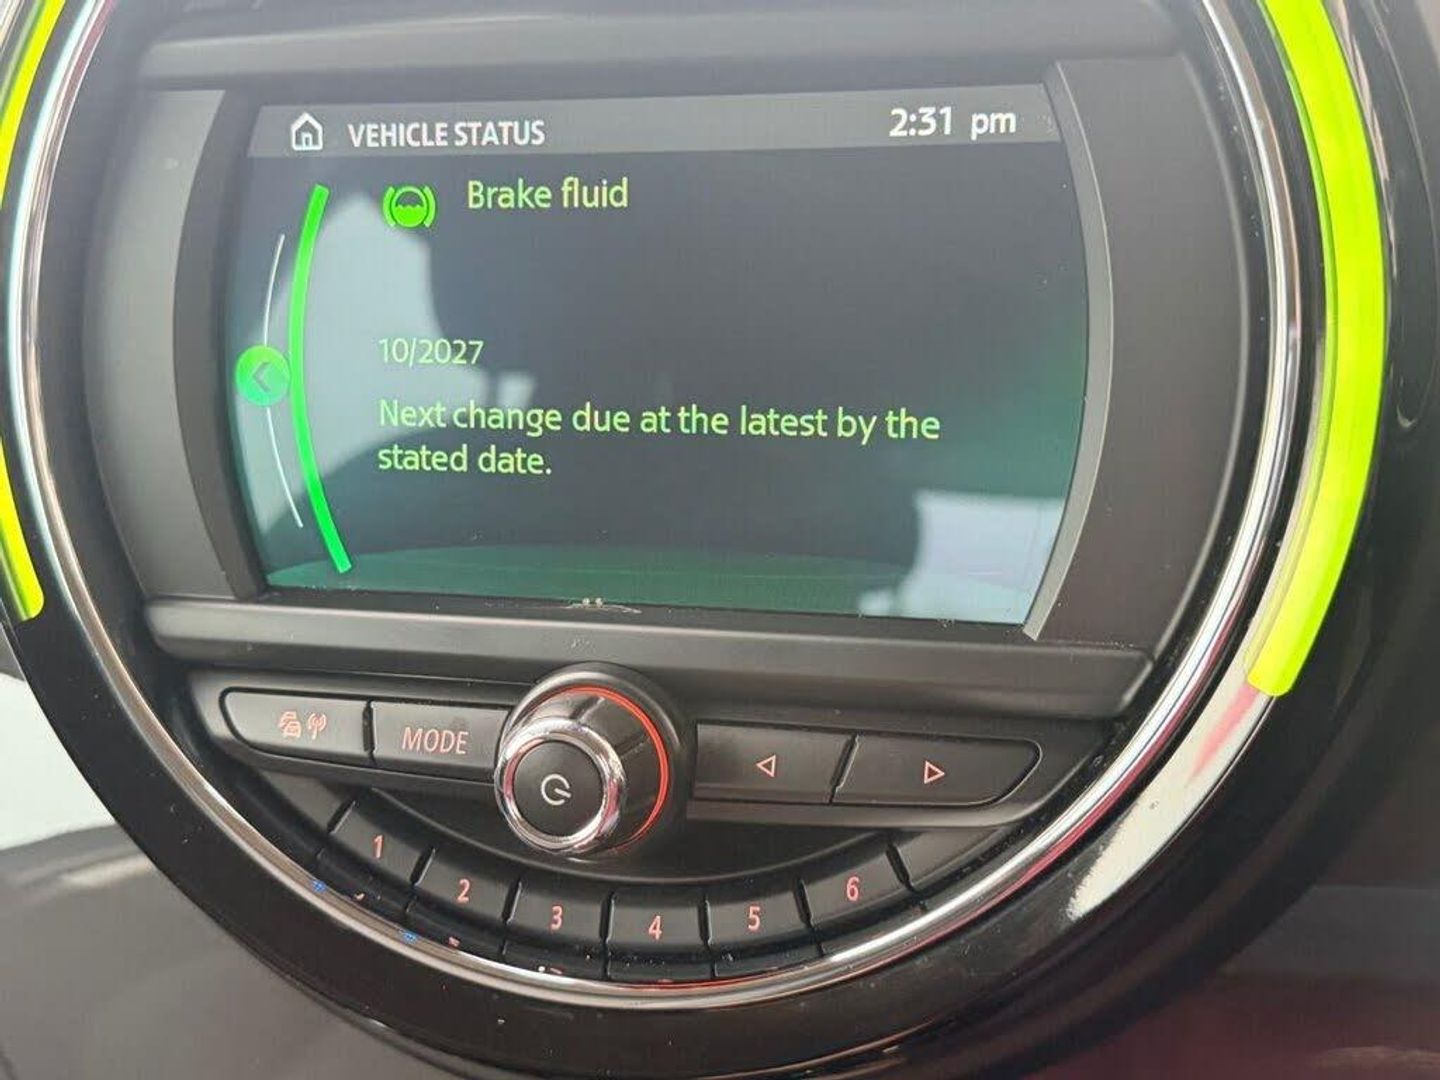 VEHICLE STATUS 2:31 pm
Brake fluid
10/2027
Next change due at the latest by the
stated date.
MODE
1 2 3 4 5 6